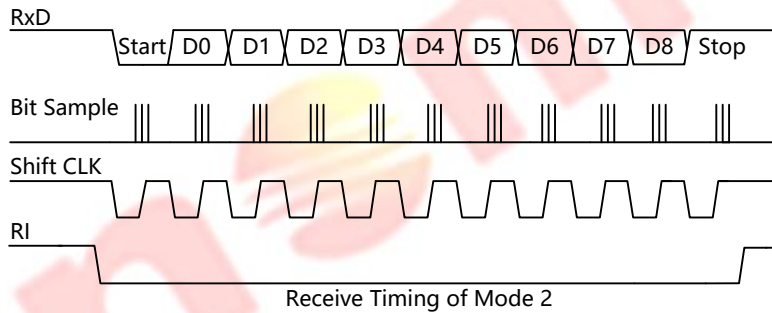 RxD
Start D0 D1 D2 D3 D4 D5 D6 D7 D8 Stop
Bit Sample
Shift CLK
RI
Receive Timing of Mode 2